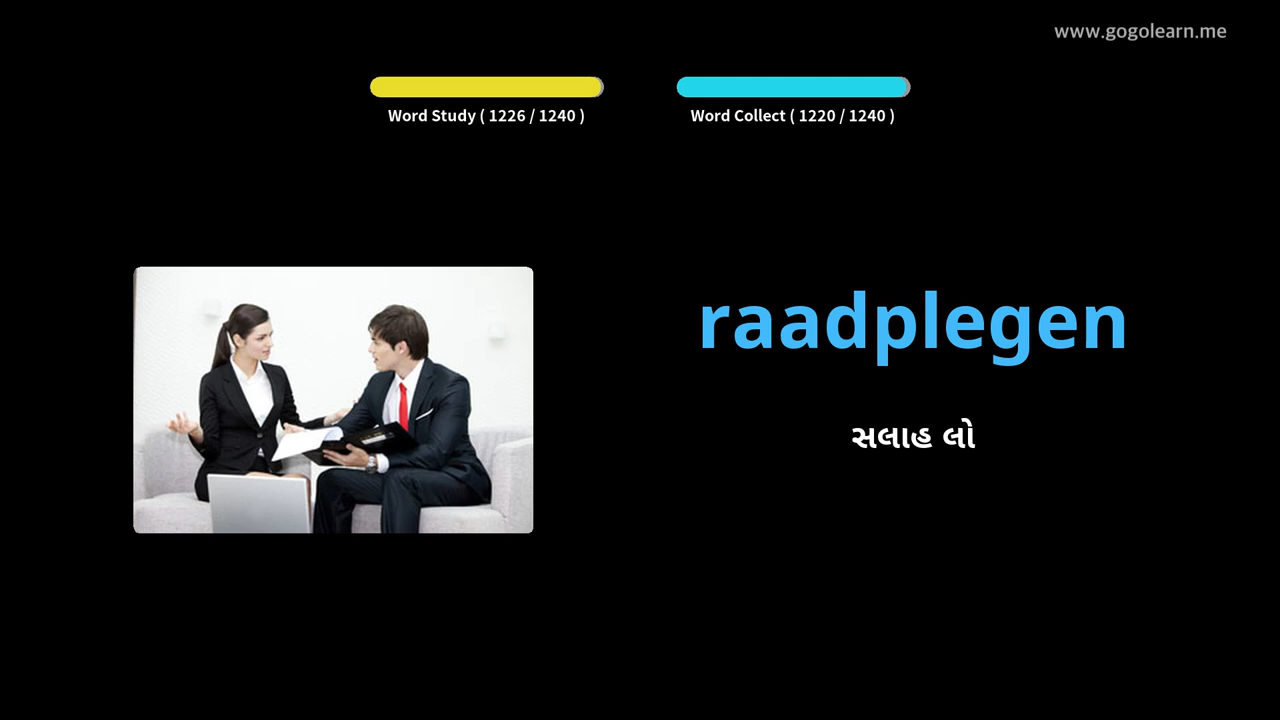 www.gogolearn.me
Word Study ( 1226 / 1240 )
Word Collect ( 1220 / 1240 )
raadplegen
સલાહ લો